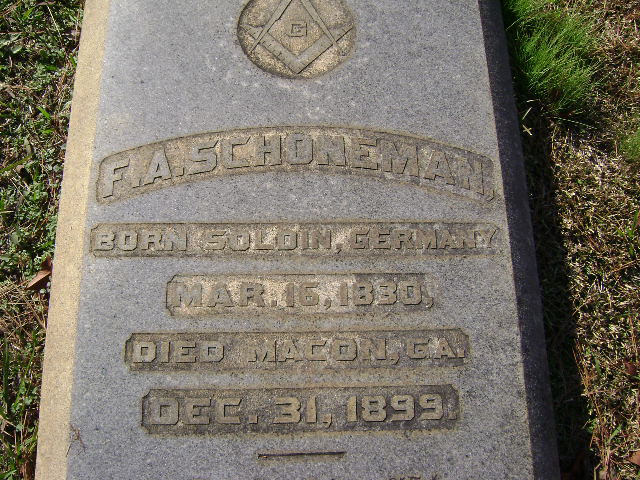 G
F.A.SCHONEMAN,
BORN SOLDIN, GERMANY
MAR. 16, 1830,
DIED MACON, GA.
DEC. 31, 1899.